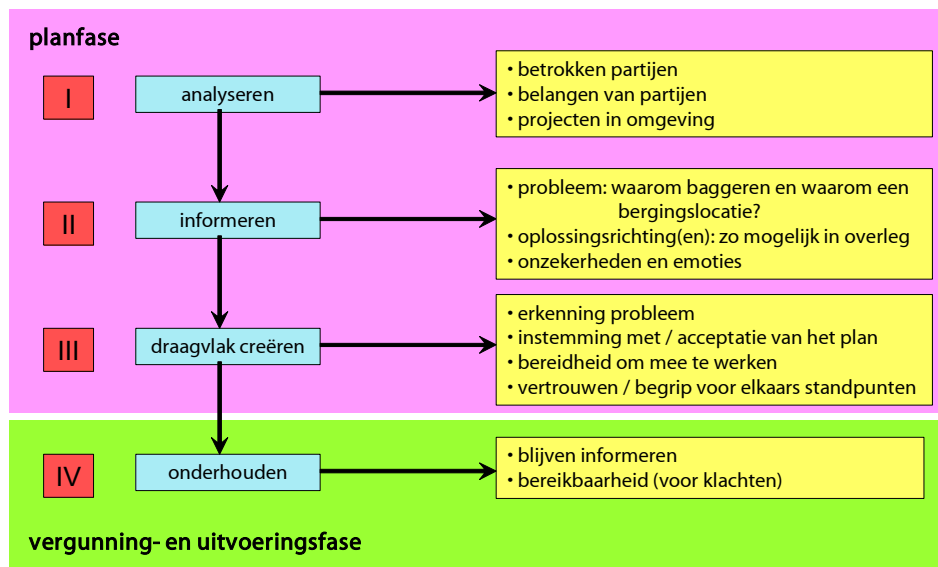 planfase
I
analyseren
• betrokken partijen
• belangen van partijen
• projecten in omgeving
II
informeren
• probleem: waarom baggeren en waarom een
bergingslocatie?
• oplossingsrichting(en): zo mogelijk in overleg
• onzekerheden en emoties
III
draagvlak creëren
• erkenning probleem
• instemming met / acceptatie van het plan
• bereidheid om mee te werken
• vertrouwen / begrip voor elkaars standpunten
IV
onderhouden
• blijven informeren
• bereikbaarheid (voor klachten)
vergunning- en uitvoeringsfase